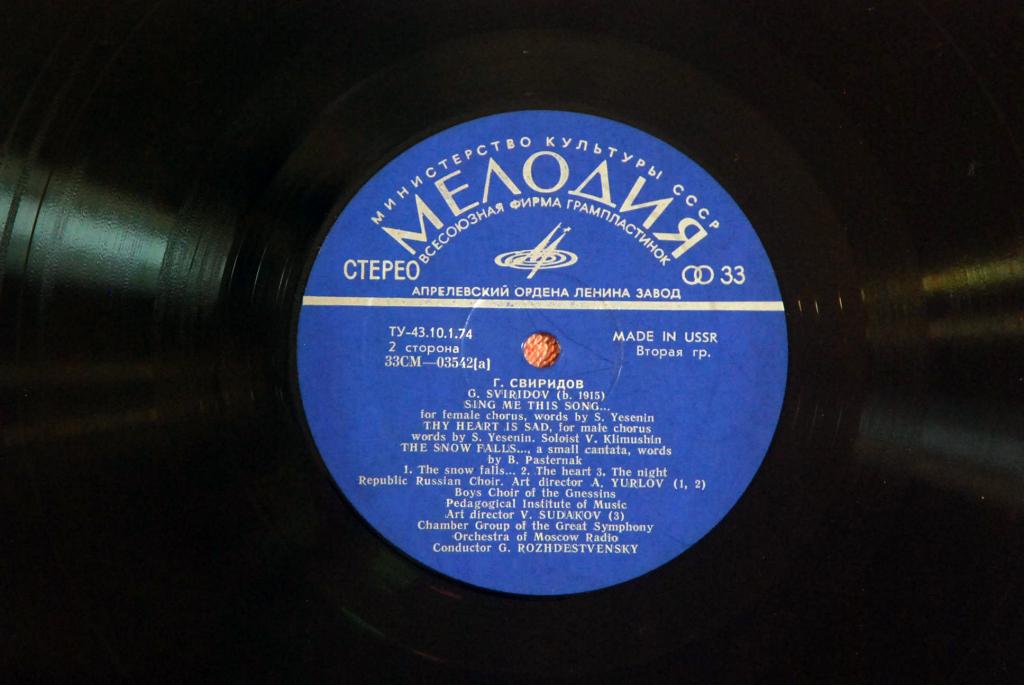 МИНИСТЕРСТВО КУЛЬТУРЫ СССР
МЕЛОДИЯ
ВСЕСОЮЗНАЯ ФИРМА ГРАМПЛАСТИНОК
СТЕРЕО
33
АПРЕЛЕВСКИЙ ОРДЕНА ЛЕНИНА ЗАВОД
ТУ-43.10.1.74
MADE IN USSR
2 сторона
Вторая гр.
33СМ—03542[а]
Г. СВИРИДОВ
G. SVIRIDOV (b. 1915)
SING ME THIS SONG...
for female chorus, words by S. Yesenin
THY HEART IS SAD, for male chorus
words by S. Yesenin. Soloist V. Klimushin
THE SNOW FALLS..., a small cantata, words
by B. Pasternak
1. The snow falls... 2. The heart 3. The night
Republic Russian Choir. Art director A. YURLOV (1, 2)
Boys Choir of the Gnessins
Pedagogical Institute of Music
Art director V. SUDAKOV (3)
Chamber Group of the Great Symphony
Orchestra of Moscow Radio
Conductor G. ROZHDESTVENSKY